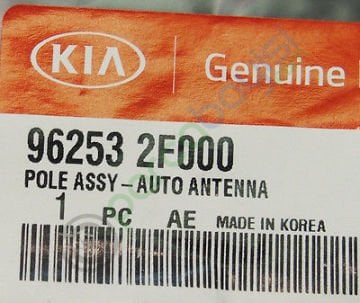 KIA
Genuine
96253 2F000
POLE ASSY-AUTO ANTENNA
1 PC AE MADE IN KOREA